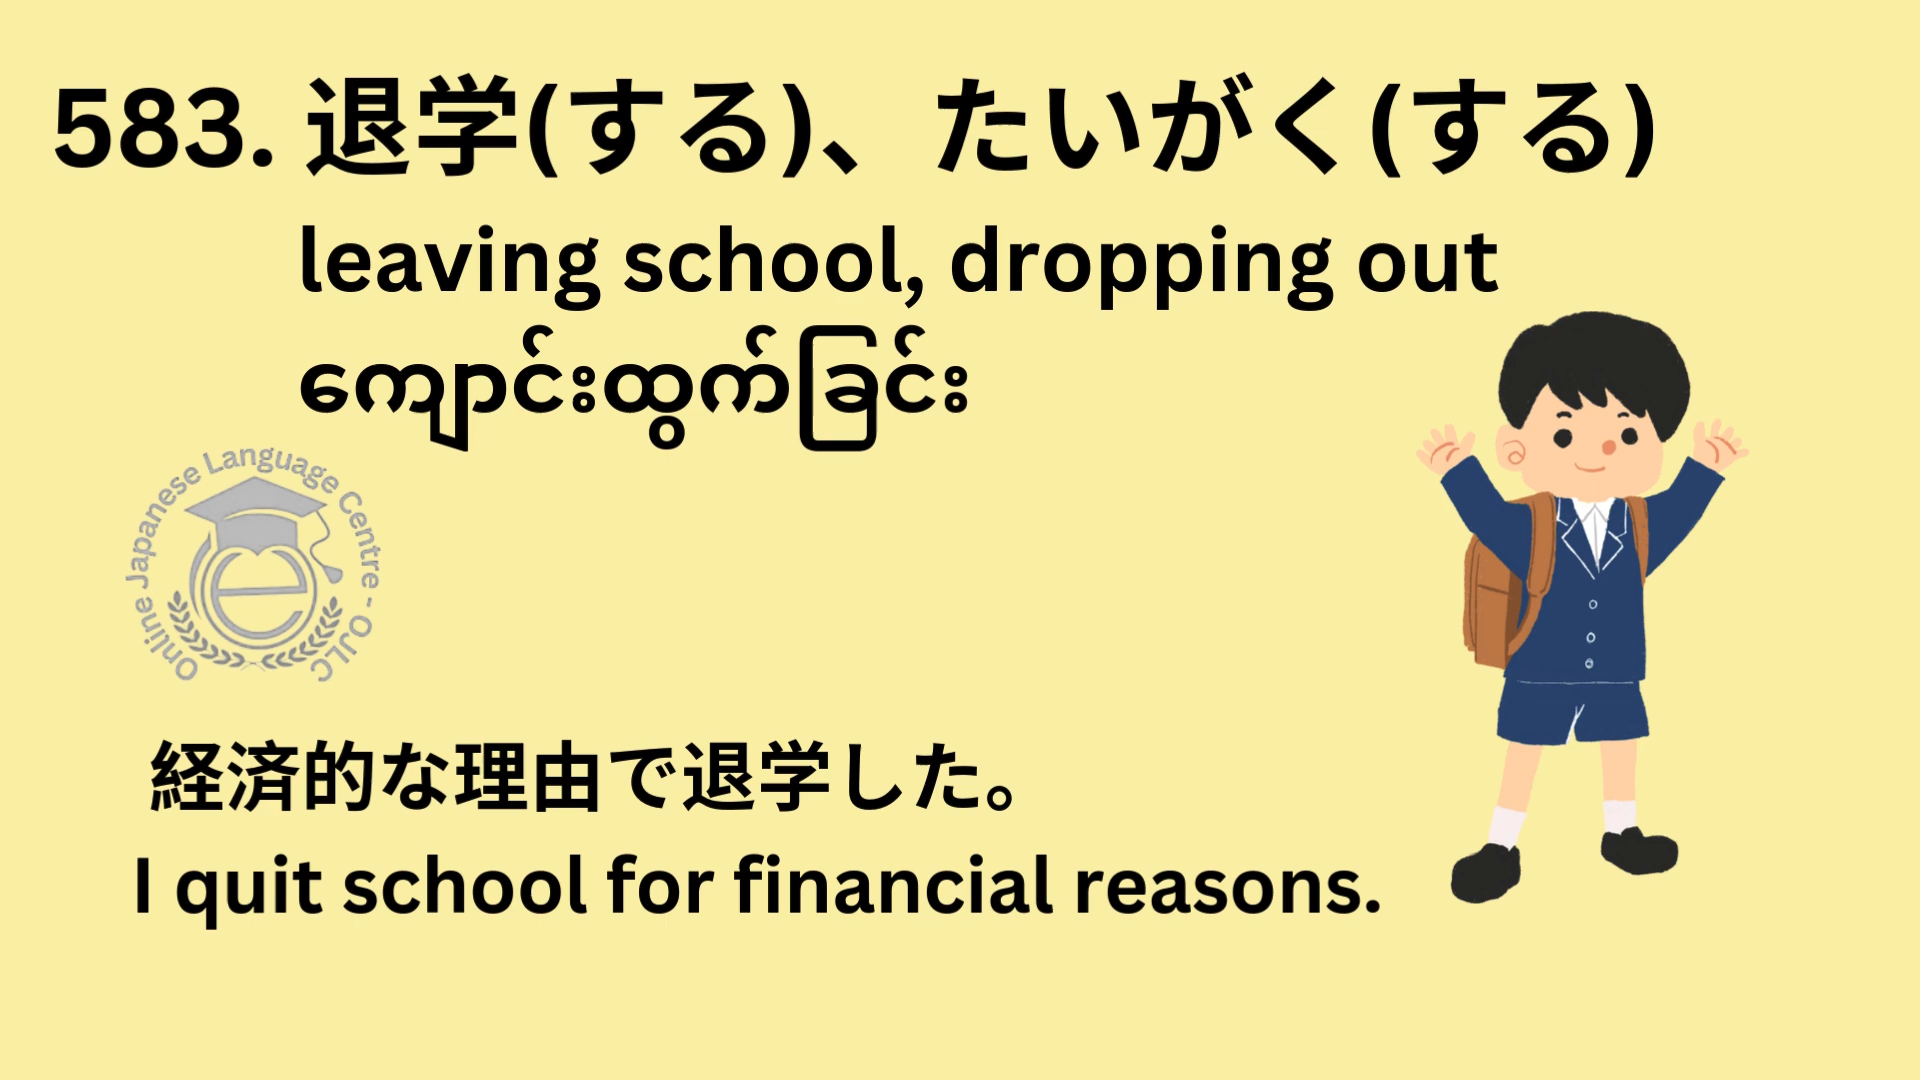 583. 退学(する)、たいがく(する)
leaving school, dropping out
ကျောင်းထွက်ခြင်း
Online Japanese Language Centre - OJLC
e
経済的な理由で退学した。
I quit school for financial reasons.